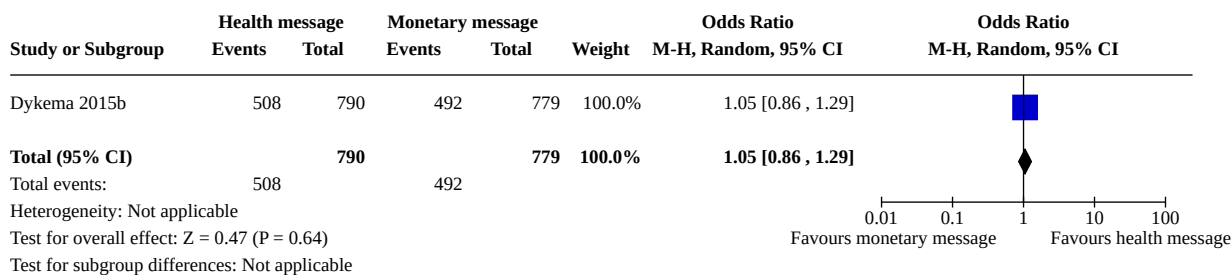 Health message Monetary message Odds Ratio Odds Ratio
Study or Subgroup Events Total Events Total Weight M-H, Random, 95% CI M-H, Random, 95% CI
Dykema 2015b 508 790 492 779 100.0% 1.05 [0.86 , 1.29]
Total (95% CI) 790 779 100.0% 1.05 [0.86 , 1.29]
Total events: 508 492
Heterogeneity: Not applicable
0.01 0.1 1 10 100
Test for overall effect: Z = 0.47 (P = 0.64)
Favours monetary message Favours health message
Test for subgroup differences: Not applicable